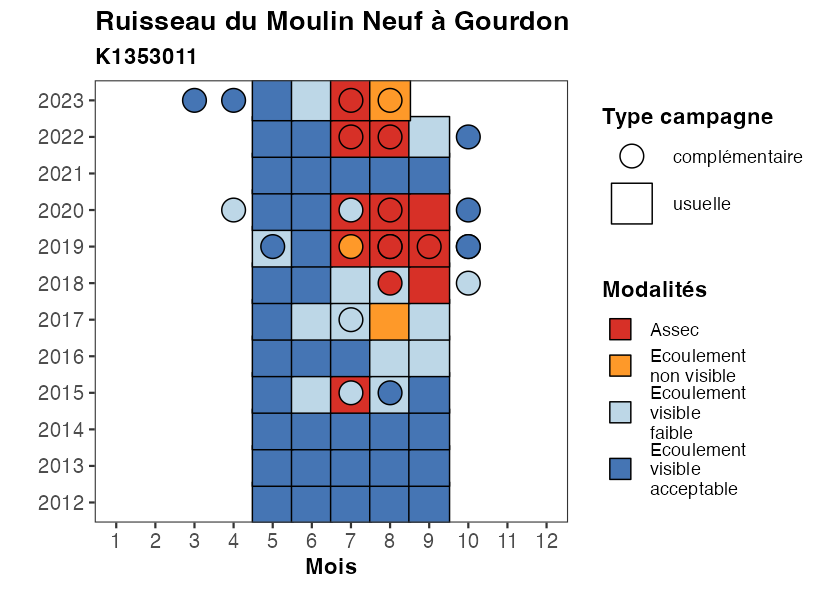 Ruisseau du Moulin Neuf à Gourdon
K1353011
2023
2022
2021
2020
2019
2018
2017
2016
2015
2014
2013
2012
1 2 3 4 5 6 7 8 9 10 11 12
Mois
Type campagne
complémentaire
usuelle
Modalités
Assec
Ecoulement
non visible
Ecoulement
visible
faible
Ecoulement
visible
acceptable